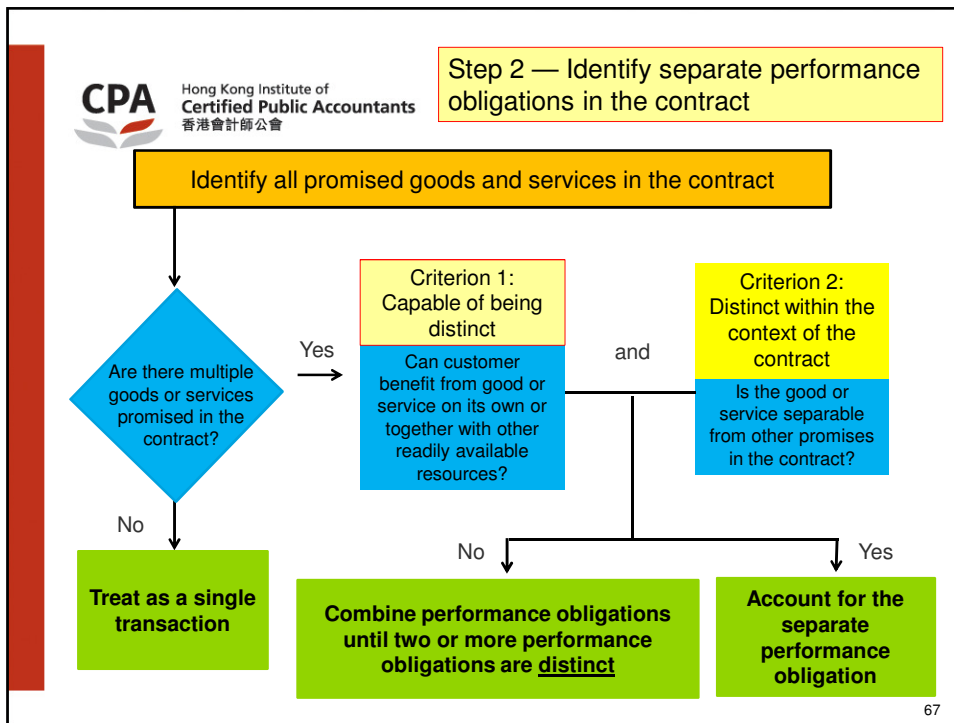 Step 2 — Identify separate performance
obligations in the contract
CPA
Hong Kong Institute of
Certified Public Accountants
香港會計師公會
Identify all promised goods and services in the contract
Are there multiple
goods or services
promised in the
contract?
Yes
Criterion 1:
Capable of being
distinct
Can customer
benefit from good or
service on its own or
together with other
readily available
resources?
and
Criterion 2:
Distinct within the
context of the
contract
Is the good or
service separable
from other promises
in the contract?
No
Treat as a single
transaction
No
Combine performance obligations
until two or more performance
obligations are distinct
Yes
Account for the
separate
performance
obligation
67